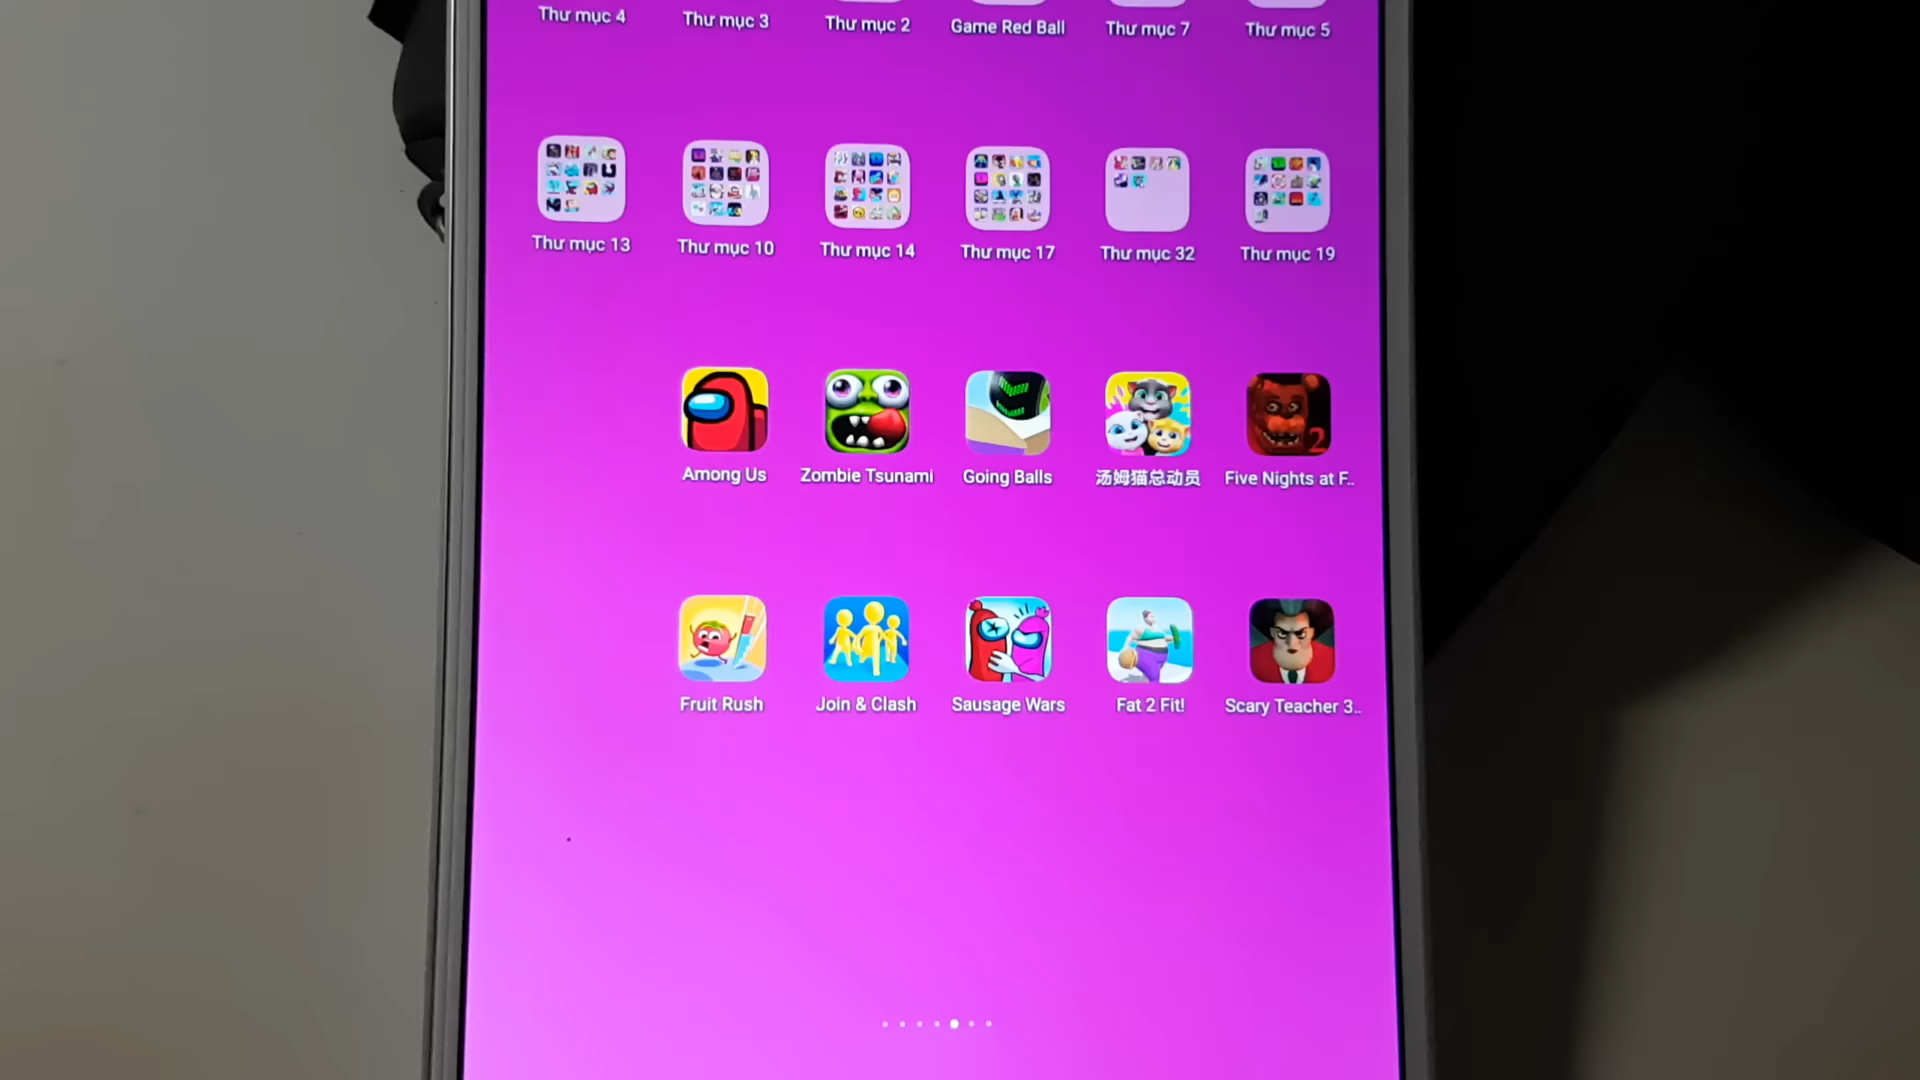 Thư mục 4 Thư mục 3 Thư mục 2 Game Red Ball Thư mục 7 Thư mục 5
Thư mục 13 Thư mục 10 Thư mục 14 Thư mục 17 Thư mục 32 Thư mục 19
Among Us Zombie Tsunami Going Balls 汤姆猫总动员 Five Nights at F..
2
Fruit Rush Join & Clash Sausage Wars Fat 2 Fit! Scary Teacher 3..